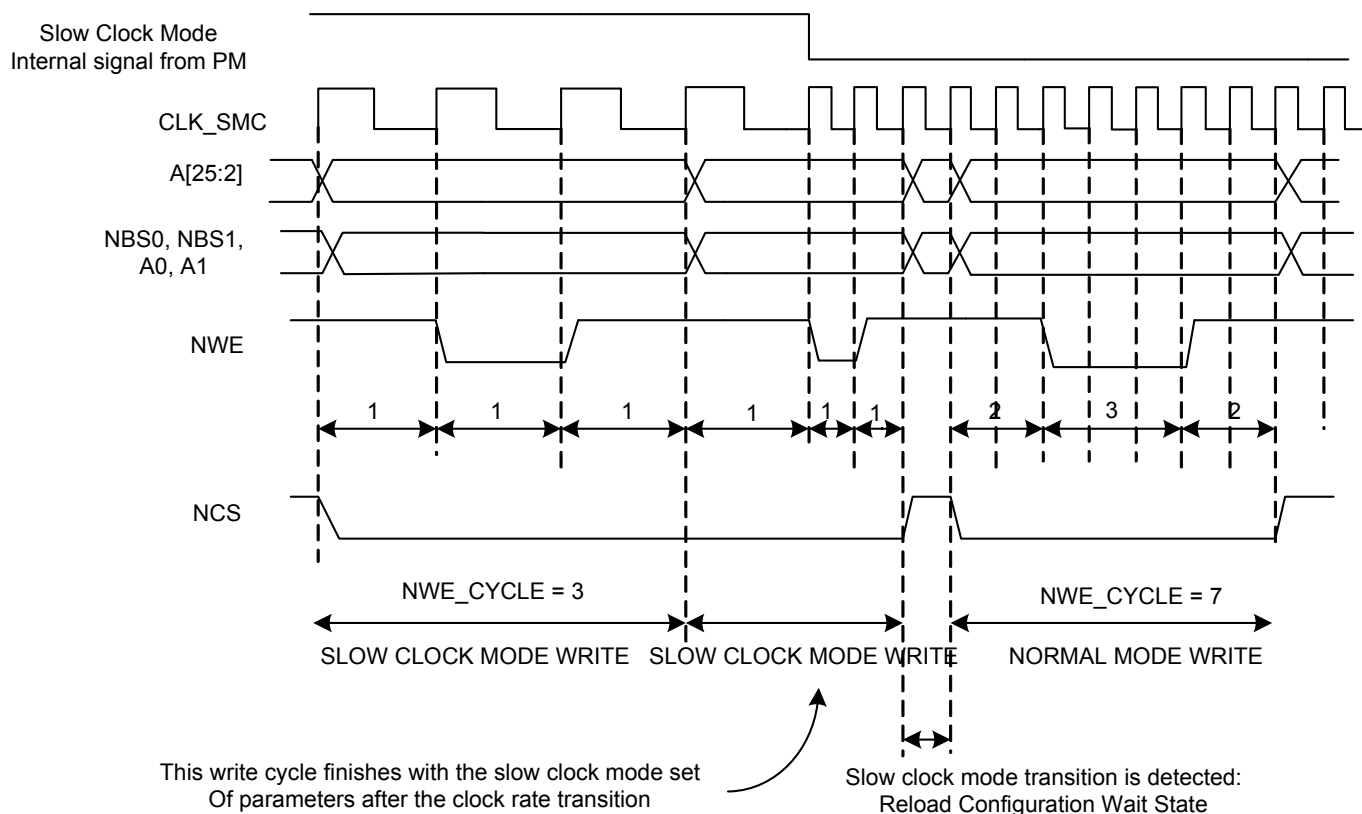 Slow Clock Mode
Internal signal from PM
CLK_SMC
A[25:2]
NBS0, NBS1,
A0, A1
NWE
1 1 1 1 1 1 2 3 2
NCS
NWE_CYCLE = 3 NWE_CYCLE = 7
SLOW CLOCK MODE WRITE SLOW CLOCK MODE WRITE NORMAL MODE WRITE
This write cycle finishes with the slow clock mode set
Of parameters after the clock rate transition
Slow clock mode transition is detected:
Reload Configuration Wait State